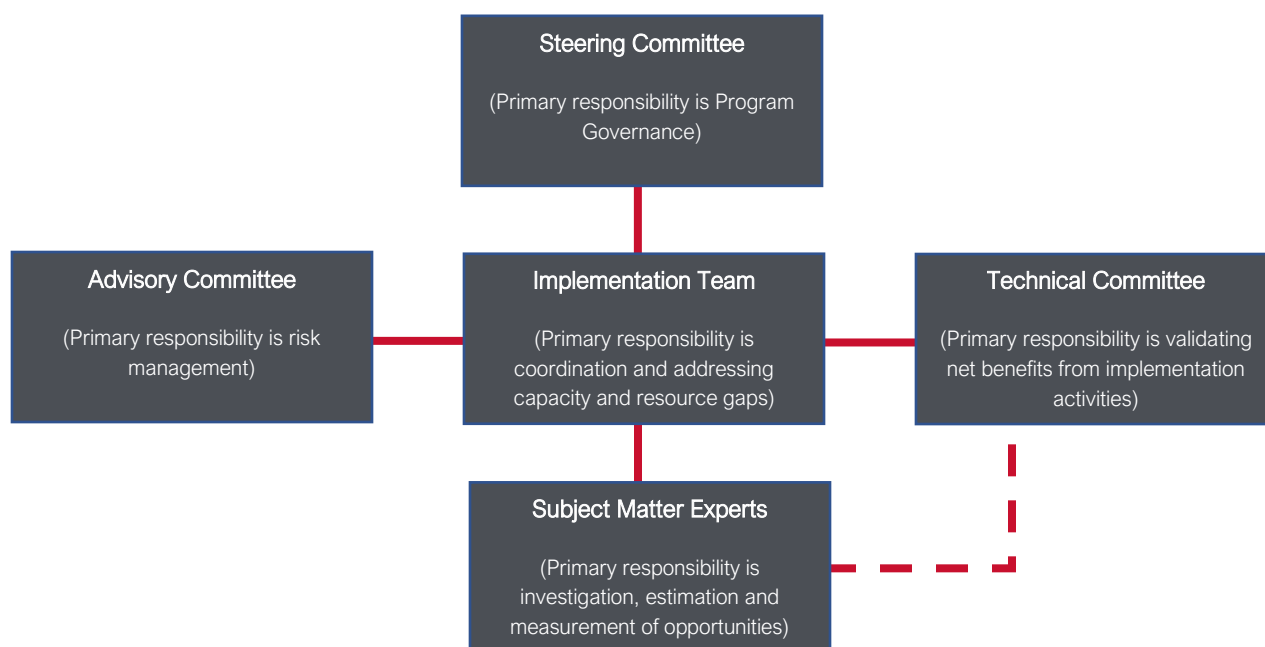 Steering Committee
(Primary responsibility is Program
Governance)
Advisory Committee
(Primary responsibility is risk
management)
Implementation Team
(Primary responsibility is
coordination and addressing
capacity and resource gaps)
Technical Committee
(Primary responsibility is validating
net benefits from implementation
activities)
Subject Matter Experts
(Primary responsibility is
investigation, estimation and
measurement of opportunities)